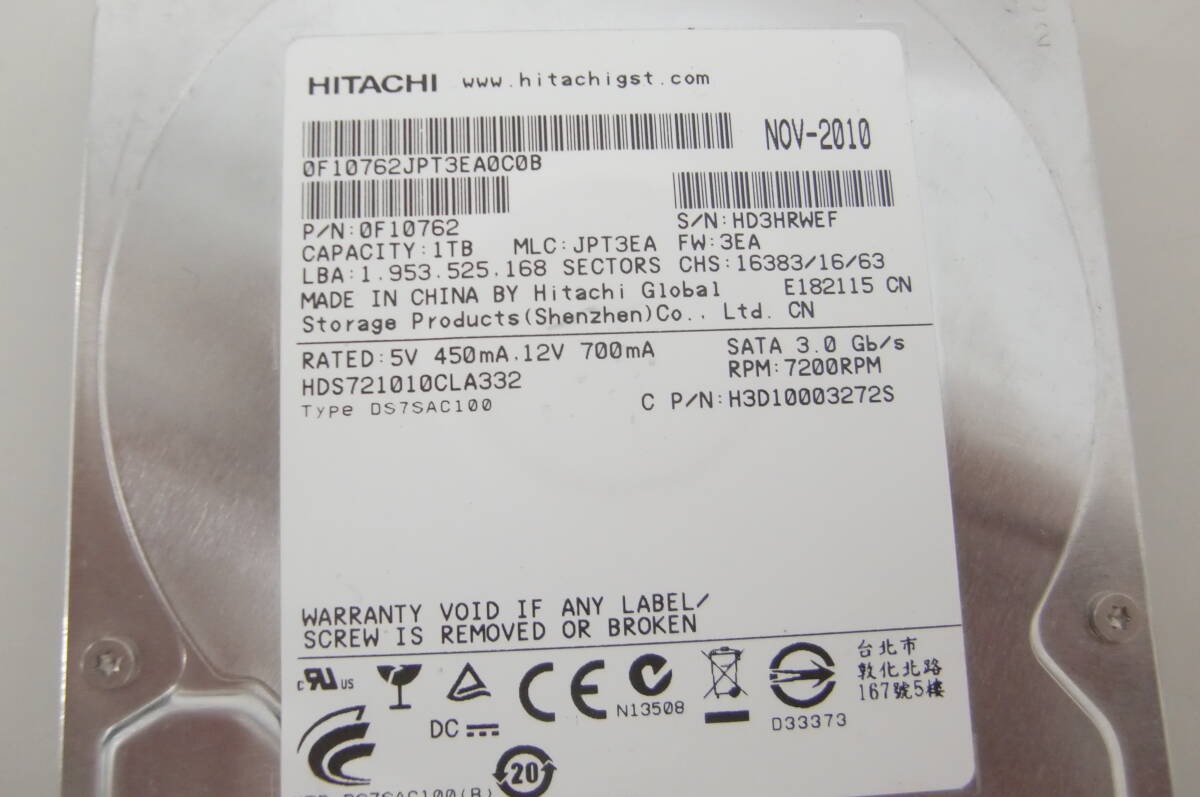 HITACHI www.hitachigst.com
NOV-2010
0F10762JPT3EA0C0B
P/N:0F10762 S/N:HD3HRWEF
CAPACITY:1TB MLC:JPT3EA FW:3EA
LBA:1.953.525.168 SECTORS CHS:16383/16/63
MADE IN CHINA BY Hitachi Global E182115 CN
Storage Products(Shenzhen)Co.. Ltd. CN
RATED:5V 450mA.12V 700mA SATA 3.0 Gb/s
HDS721010CLA332 RPM:7200RPM
Type DS7SAC100 C P/N:H3D10003272S
WARRANTY VOID IF ANY LABEL/
SCREW IS REMOVED OR BROKEN
c RU US
DC
CE
N13508
D33373
台北市
敦化北路
167號5樓
20
DS7SAC100(B)